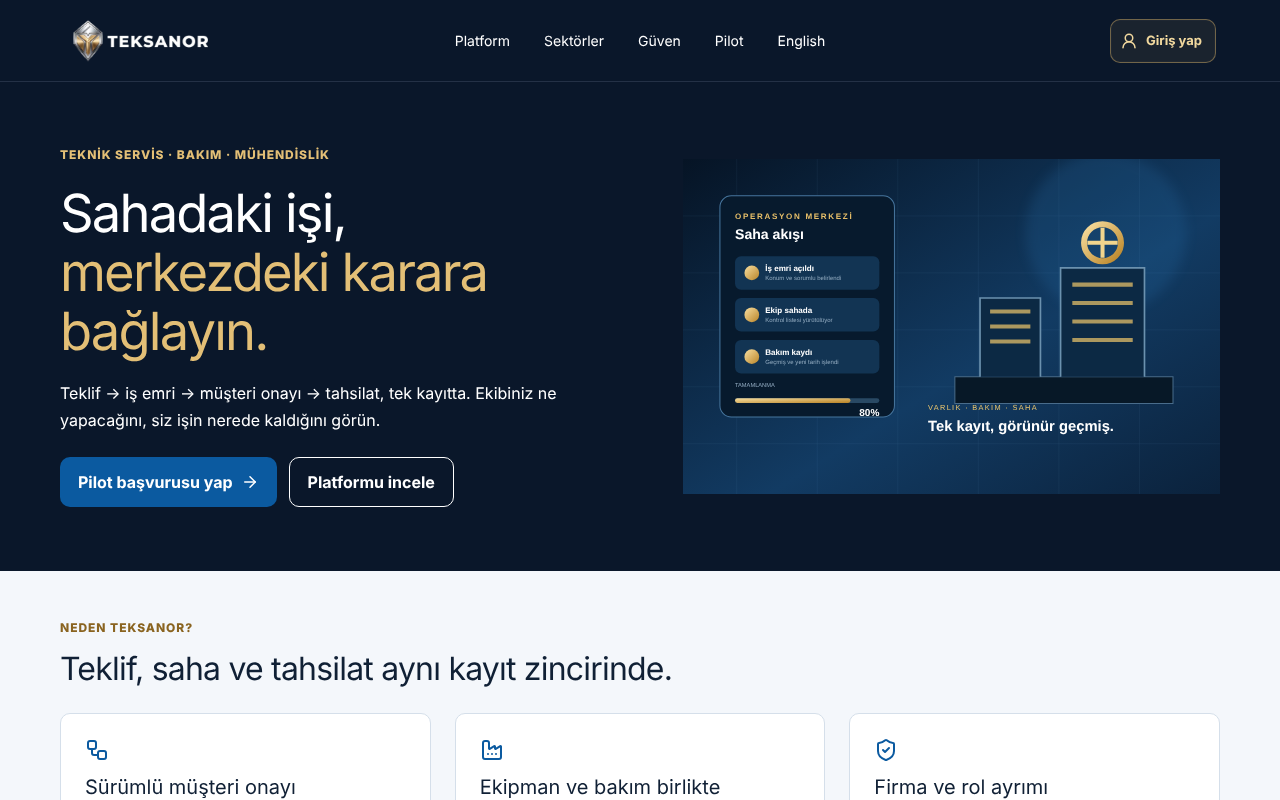 TEKSANOR
Platform
Sektörler
Güven
Pilot
English
Giriş yap
TEKNİK SERVİS · BAKIM · MÜHENDİSLİK
Sahadaki işi,
merkezdeki karara
bağlayın.
Teklif → iş emri → müşteri onayı → tahsilat, tek kayıtta. Ekibiniz ne
yapacağını, siz işin nerede kaldığını görün.
Pilot başvurusu yap →
Platformu incele
OPERASYON MERKEZİ
Saha akışı
İş emri açıldı
Konum ve sorumlu belirlendi
Ekip sahada
Kontrol listesi yürütülüyor
Bakım kaydı
Geçmiş ve yeni tarih işlendi
TAMAMLANMA
80%
VARLIK · BAKIM · SAHA
Tek kayıt, görünür geçmiş.
NEDEN TEKSANOR?
Teklif, saha ve tahsilat aynı kayıt zincirinde.
Sürümlü müşteri onayı
Ekipman ve bakım birlikte
Firma ve rol ayrımı